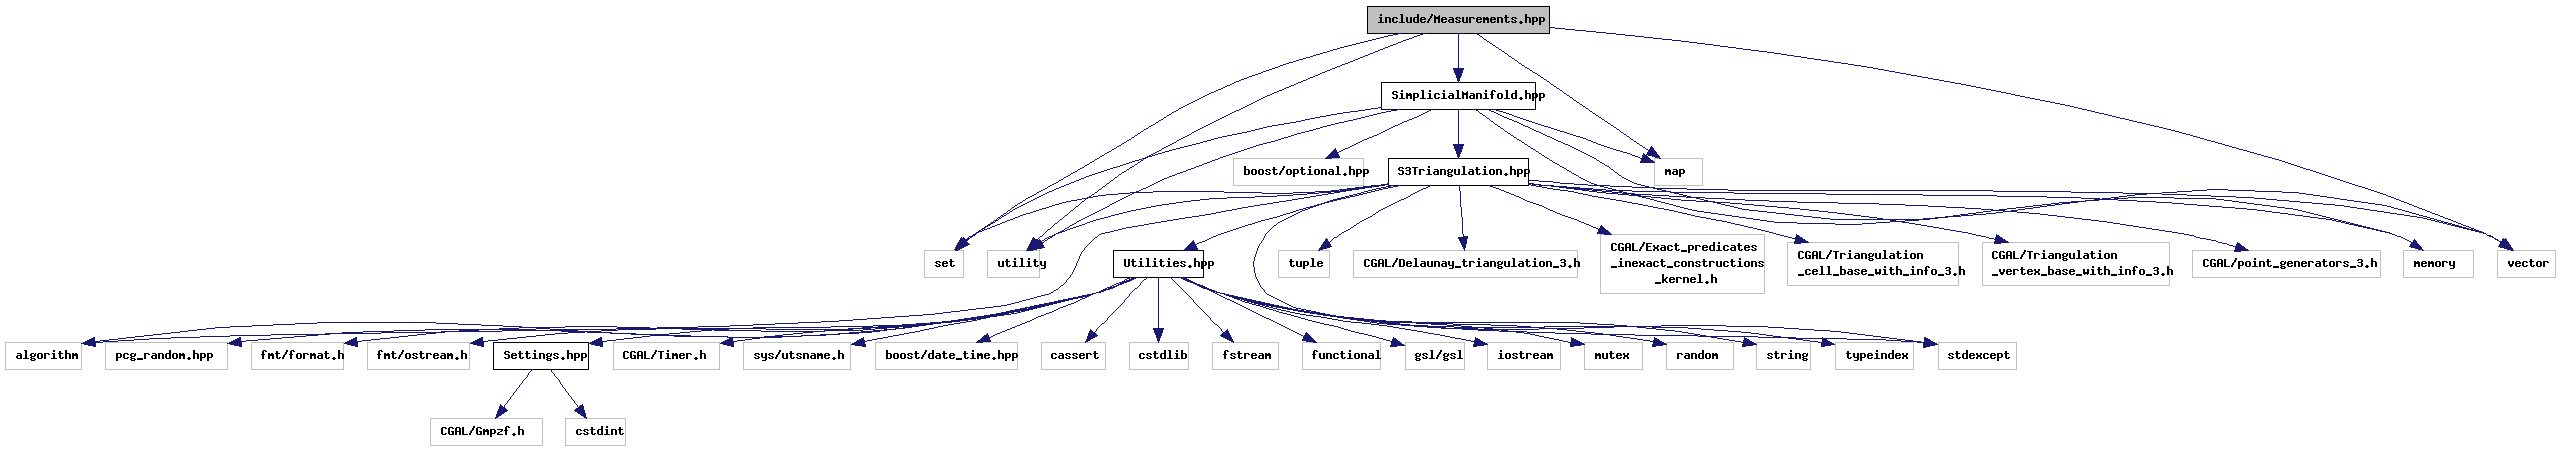 include/Measurements.hpp
SimplicialManifold.hpp
boost/optional.hpp
S3Triangulation.hpp
map
set
utility
Utilities.hpp
tuple
CGAL/Delaunay_triangulation_3.h
CGAL/Exact_predicates
_inexact_constructions
_kernel.h
CGAL/Triangulation
_cell_base_with_info_3.h
CGAL/Triangulation
_vertex_base_with_info_3.h
CGAL/point_generators_3.h
memory
vector
algorithm
pcg_random.hpp
fmt/format.h
fmt/ostream.h
Settings.hpp
CGAL/Timer.h
sys/utsname.h
boost/date_time.hpp
cassert
cstdlib
fstream
functional
gsl/gsl
iostream
mutex
random
string
typeindex
stdexcept
CGAL/Gmpzf.h
cstdint